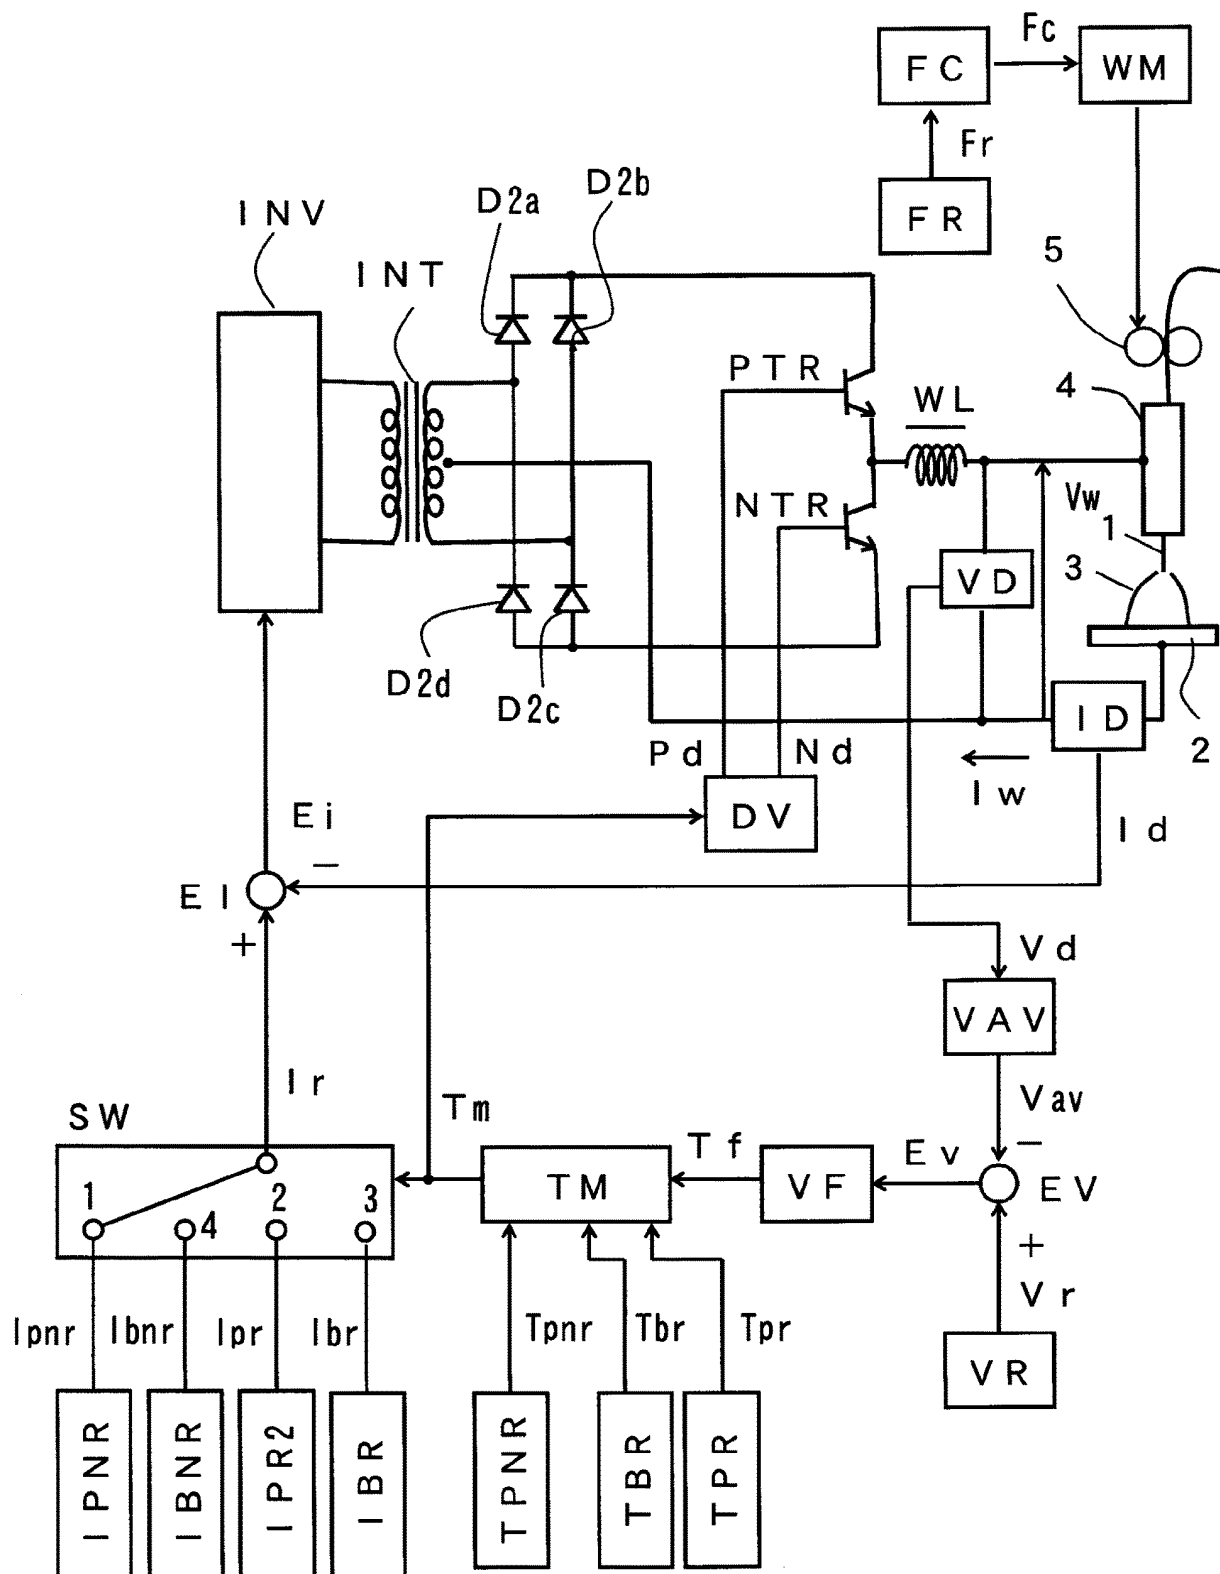 Fc
FC
WM
Fr
FR
D2b
D2a
INV
INT
5
PTR
WL
4
NTR
Vw
1
VD
3
D2d
D2c
ID
2
Pd
Nd
Iw
DV
Id
Ei
−
EI
+
Vd
VAV
Ir
Tm
Vav
SW
Tf
Ev
−
1
2
3
4
TM
VF
EV
+
Ipnr
Ibnr
Ipr
Ibr
Tpnr
Tbr
Tpr
Vr
VR
IPNR
IBNR
IPR2
IBR
TPNR
TBR
TPR